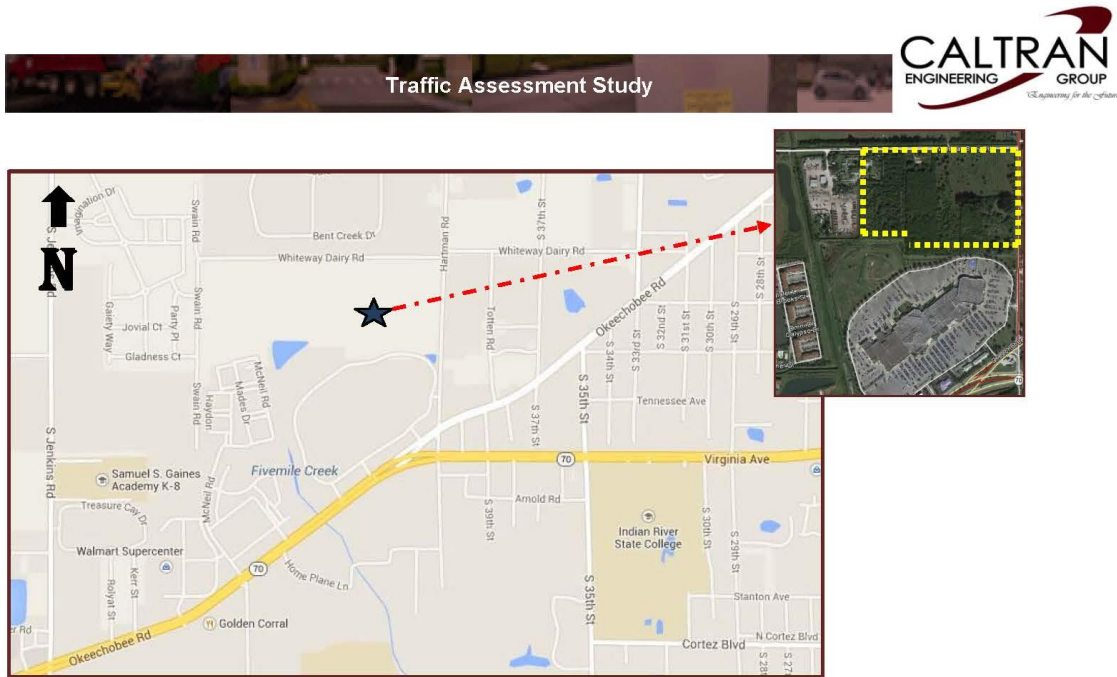 Traffic Assessment Study
CALTRAN
ENGINEERING GROUP
Engineering for the Future
N
Swain Rd
Bent Creek Dr
Whiteway Dairy Rd
Hartman Rd
S 37th St
Whiteway Dairy Rd
S 28th St
Gaiety Way
Party Pl
Swain Rd
Jovial Ct
Gladness Ct
Totten Rd
Okeechobee Rd
S 34th St
S 33rd St
S 32nd St
S 31st St
S 30th St
S 29th St
McNeil Rd
Mades Dr
Haydon
Swain Rd
S 35th St
S 37th St
Tennessee Ave
S Jenkins Rd
70
Virginia Ave
Fivemile Creek
Samuel S. Gaines
Academy K-8
McNeil Rd
Arnold Rd
S 39th St
Treasure Cay Dr
Indian River
State College
S 30th St
S 29th St
Walmart Supercenter
70
Home Plane Ln
Rolyat St
Kerr St
S 35th St
Stanton Ave
Golden Corral
N Cortez Blvd
Okeechobee Rd
Cortez Blvd
70